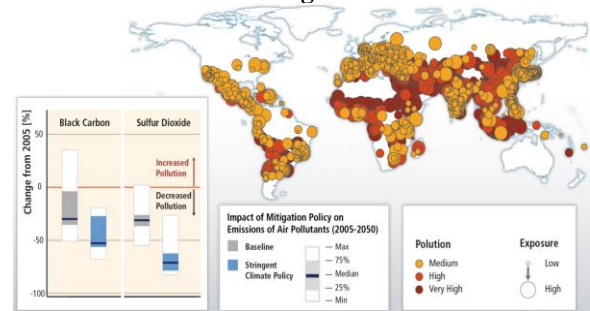 Black Carbon
Sulfur Dioxide
Change from 2005 [%]
50
0
-50
-100
Increased
Pollution
Decreased
Pollution
Impact of Mitigation Policy on
Emissions of Air Pollutants (2005-2050)
Baseline
Stringent
Climate Policy
Max
75%
Median
25%
Min
Polution
Medium
High
Very High
Exposure
Low
High